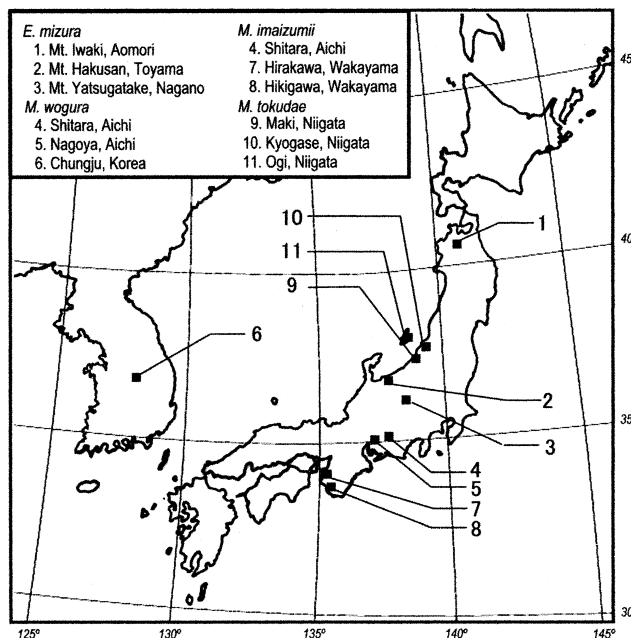 E. mizura
1. Mt. Iwaki, Aomori
2. Mt. Hakusan, Toyama
3. Mt. Yatsugatake, Nagano
M. wogura
4. Shitara, Aichi
5. Nagoya, Aichi
6. Chungju, Korea
M. imaizumii
4. Shitara, Aichi
7. Hirakawa, Wakayama
8. Hikigawa, Wakayama
M. tokudae
9. Maki, Niigata
10. Kyogase, Niigata
11. Ogi, Niigata
45
10
1
11
40
9
6
2
3
35
4
5
7
8
30
125° 130° 135° 140° 145°